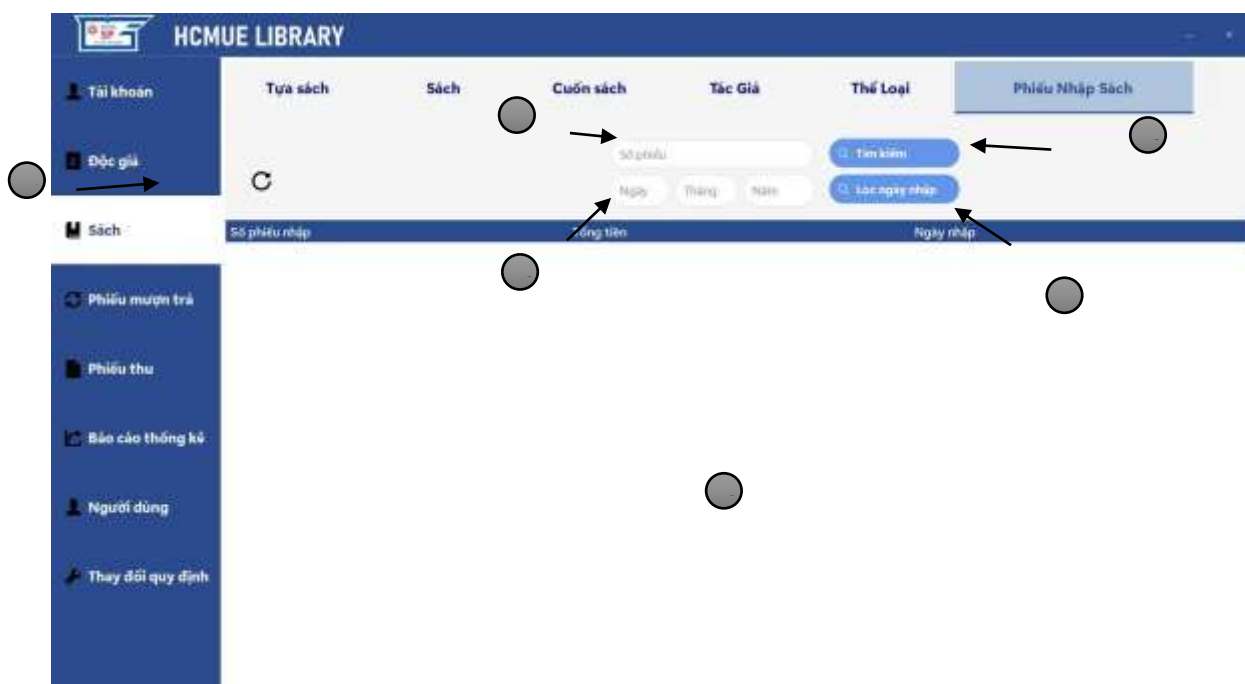 HCMUE LIBRARY
Tài khoản
Độc giả
Sách
Phiếu mượn trả
Phiếu thu
Báo cáo thống kê
Người dùng
Thay đổi quy định
Tựa sách Sách Cuốn sách Tác Giả Thể Loại Phiếu Nhập Sách
Số phiếu Tìm kiếm
Ngày Tháng Năm Lọc ngày nhập
Số phiếu nhập Tổng tiền Ngày nhập